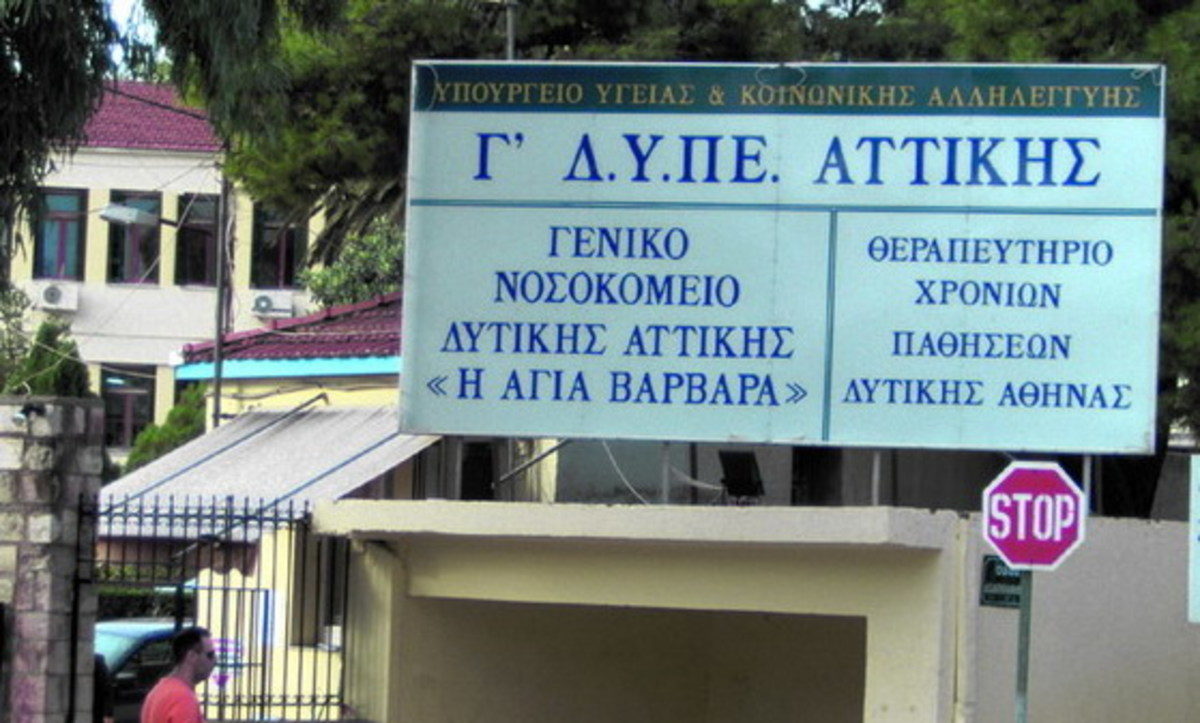 ΥΠΟΥΡΓΕΙΟ ΥΓΕΙΑΣ & ΚΟΙΝΩΝΙΚΗΣ ΑΛΛΗΛΕΓΓΥΗΣ
Γ' Δ.Υ.ΠΕ. ΑΤΤΙΚΗΣ
ΓΕΝΙΚΟ
ΝΟΣΟΚΟΜΕΙΟ
ΔΥΤΙΚΗΣ ΑΤΤΙΚΗΣ
«Η ΑΓΙΑ ΒΑΡΒΑΡΑ»
ΘΕΡΑΠΕΥΤΗΡΙΟ
ΧΡΟΝΙΩΝ
ΠΑΘΗΣΕΩΝ
ΔΥΤΙΚΗΣ ΑΘΗΝΑΣ
STOP